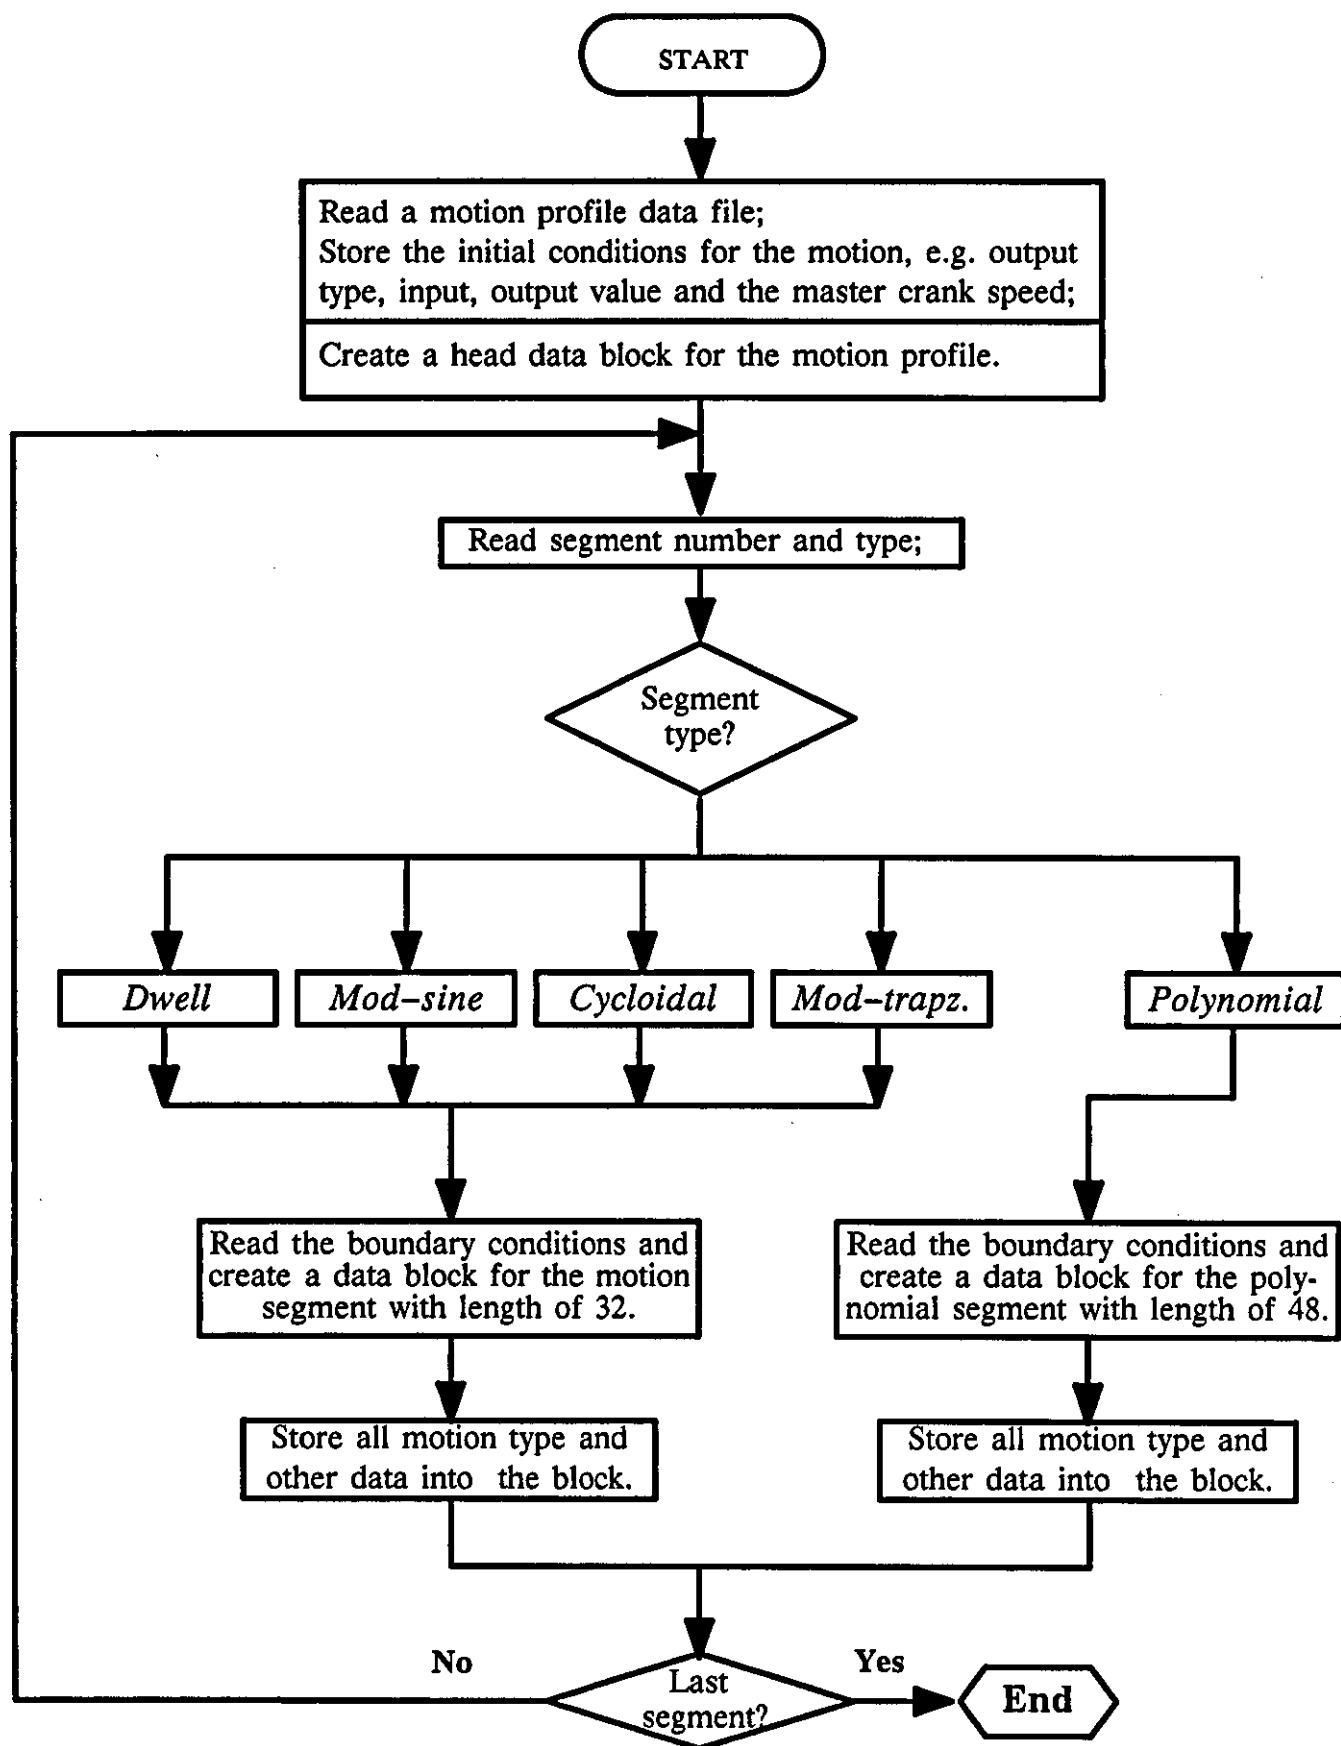 START
Read a motion profile data file;
Store the initial conditions for the motion, e.g. output
type, input, output value and the master crank speed;
Create a head data block for the motion profile.
Read segment number and type;
Segment
type?
Dwell
Mod-sine
Cycloidal
Mod-trapz.
Polynomial
Read the boundary conditions and
create a data block for the motion
segment with length of 32.
Read the boundary conditions and
create a data block for the poly-
nomial segment with length of 48.
Store all motion type and
other data into the block.
Store all motion type and
other data into the block.
No
Last
segment?
Yes
End